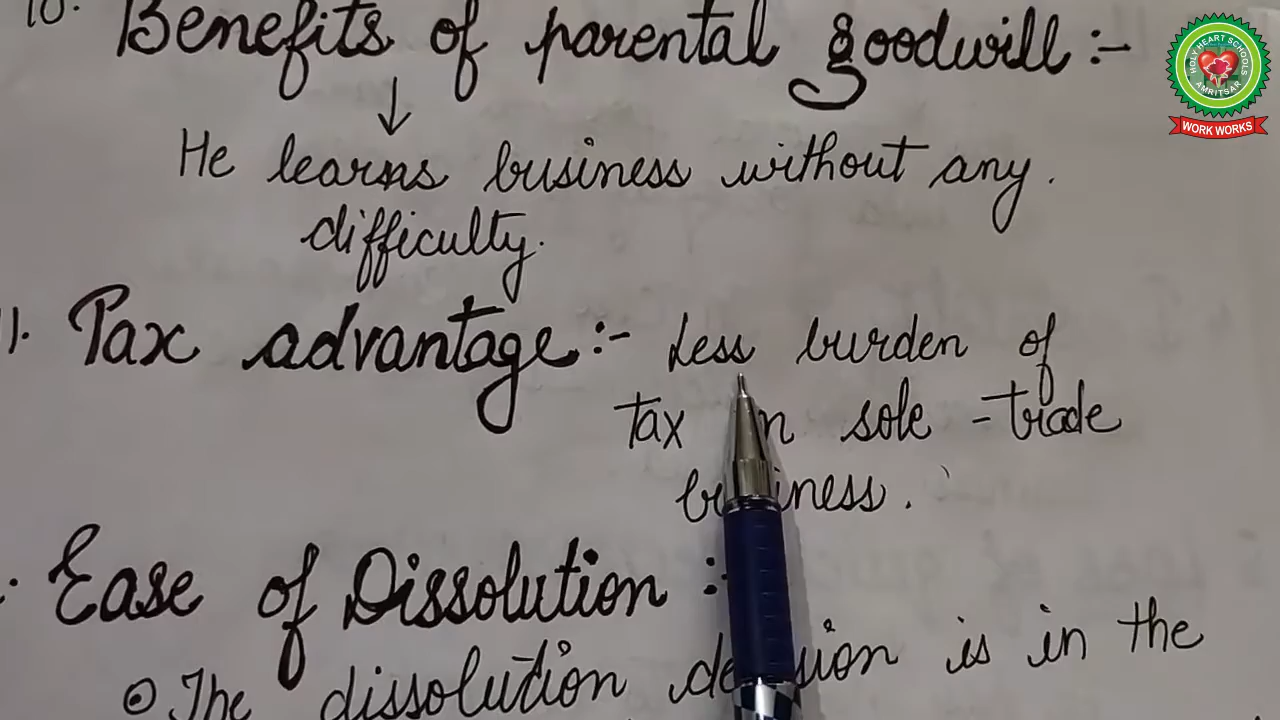 10. Benefits of parental goodwill :-
He learns business without any.
difficulty.
11. Tax advantage :- Less burden of
Tax in sole-trade
business.
Ease of Dissolution :-
The dissolution decision is in the
HOLY HEART SCHOOLS
AMRITSAR
WORK WORKS